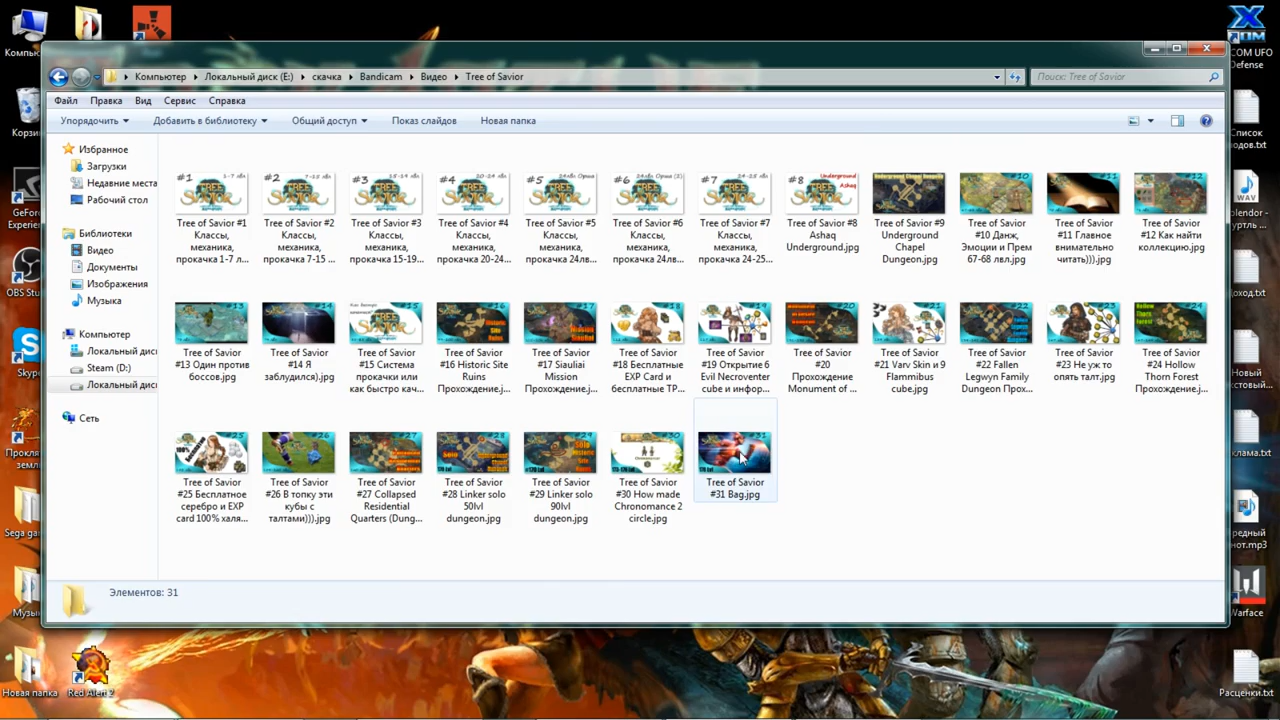 Компьютер ▸ Локальный диск (E:) ▸ скачка ▸ Bandicam ▸ Видео ▸ Tree of Savior
Поиск: Tree of Savior
Файл Правка Вид Сервис Справка
Упорядочить Добавить в библиотеку Общий доступ Показ слайдов Новая папка
Избранное
Загрузки
Недавние места
Рабочий стол
Библиотеки
Видео
Документы
Изображения
Музыка
Компьютер
Локальный дис
Steam (D:)
Локальный дис
Сеть
Tree of Savior #1 Классы, механика, прокачка 1-7 л...
Tree of Savior #2 Классы, механика, прокачка 7-15 ...
Tree of Savior #3 Классы, механика, прокачка 15-19...
Tree of Savior #4 Классы, механика, прокачка 20-24...
Tree of Savior #5 Классы, механика, прокачка 24лв...
Tree of Savior #6 Классы, механика, прокачка 24лв...
Tree of Savior #7 Классы, механика, прокачка 24-25...
Tree of Savior #8 Ashaq Underground.jpg
Tree of Savior #9 Underground Chapel Dungeon.jpg
Tree of Savior #10 Данж, Эмоции и Прем 67-68 лвл.jpg
Tree of Savior #11 Главное внимательно читать))).jpg
Tree of Savior #12 Как найти коллекцию.jpg
Tree of Savior #13 Один против боссов.jpg
Tree of Savior #14 Я заблудился).jpg
Tree of Savior #15 Система прокачки или как быстро кач...
Tree of Savior #16 Historic Site Ruins Прохождение.j...
Tree of Savior #17 Siauliai Mission Прохождение.j...
Tree of Savior #18 Бесплатные EXP Card и бесплатные ТР...
Tree of Savior #19 Открытие 6 Evil Necroventer cube и инфор...
Tree of Savior #20 Прохождение Monument of ...
Tree of Savior #21 Varv Skin и 9 Flammibus cube.jpg
Tree of Savior #22 Fallen Legwyn Family Dungeon Прох...
Tree of Savior #23 Не уж то опять талт.jpg
Tree of Savior #24 Hollow Thorn Forest Прохождение.j...
Tree of Savior #25 Бесплатное серебро и EXP card 100% халя...
Tree of Savior #26 В топку эти кубы с талтами))).jpg
Tree of Savior #27 Collapsed Residential Quarters (Dung...
Tree of Savior #28 Linker solo 50lvl dungeon.jpg
Tree of Savior #29 Linker solo 90lvl dungeon.jpg
Tree of Savior #30 How made Chronomance 2 circle.jpg
Tree of Savior #31 Bag.jpg
Элементов: 31
Новая папка
Red Alert 2
Warface
Расценки.txt